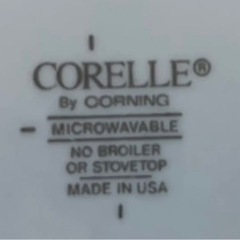 CORELLE®
By CORNING
MICROWAVABLE
NO BROILER
OR STOVETOP
MADE IN USA